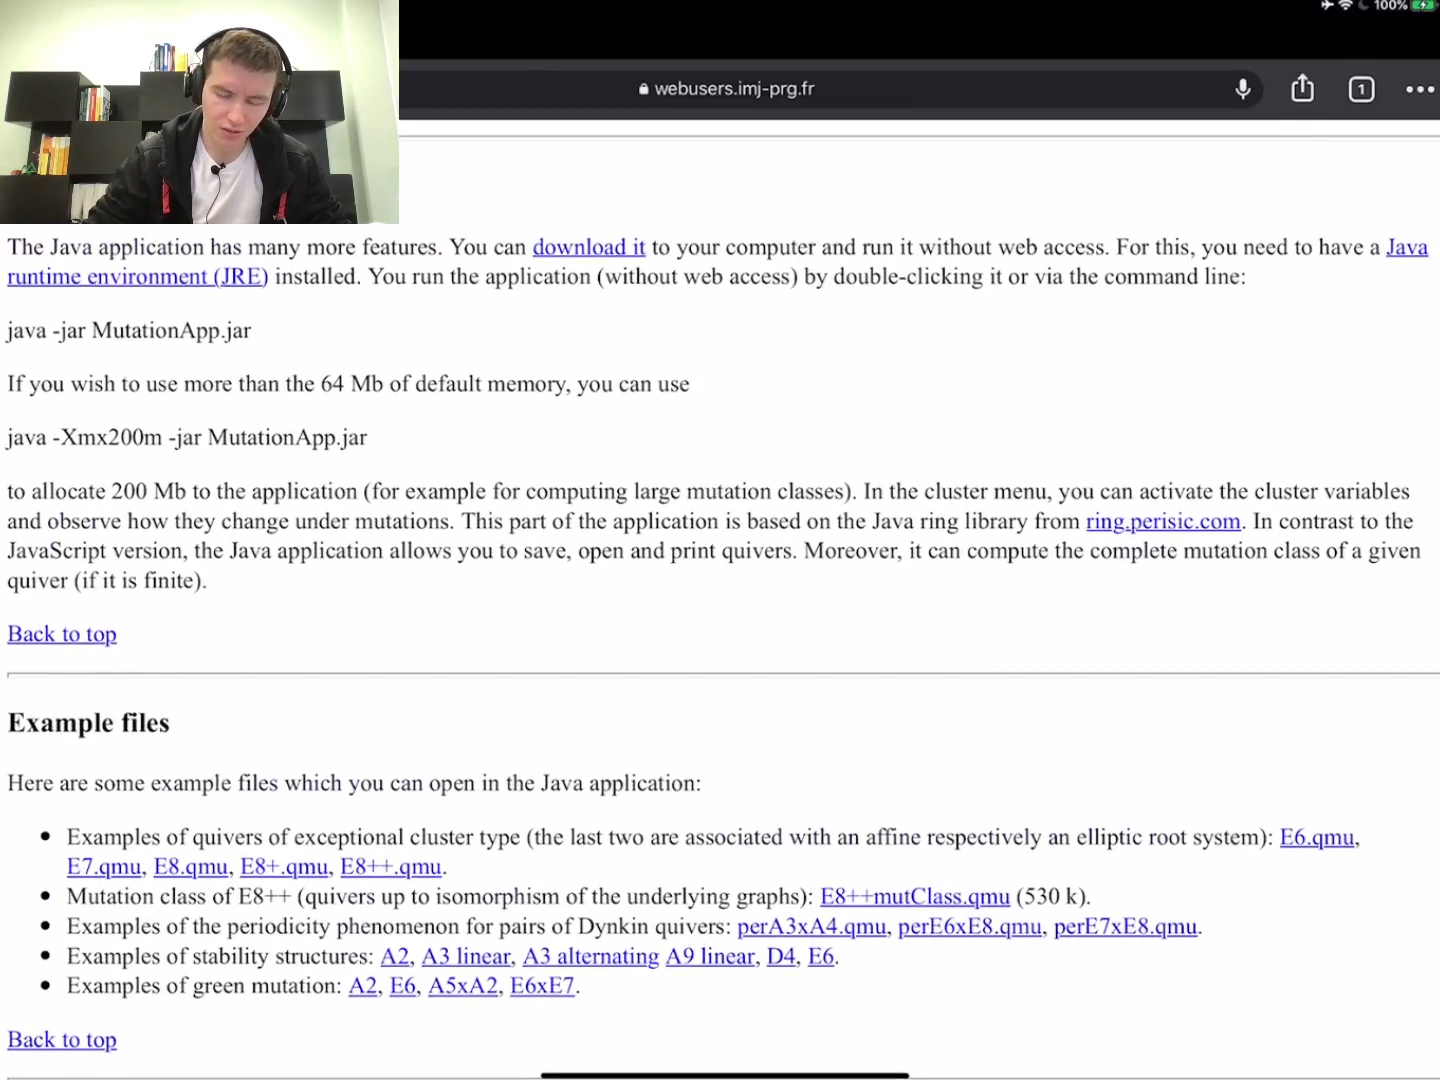 100%
webusers.imj-prg.fr
1
The Java application has many more features. You can download it to your computer and run it without web access. For this, you need to have a Java
runtime environment (JRE) installed. You run the application (without web access) by double-clicking it or via the command line:
java -jar MutationApp.jar
If you wish to use more than the 64 Mb of default memory, you can use
java -Xmx200m -jar MutationApp.jar
to allocate 200 Mb to the application (for example for computing large mutation classes). In the cluster menu, you can activate the cluster variables
and observe how they change under mutations. This part of the application is based on the Java ring library from ring.perisic.com. In contrast to the
JavaScript version, the Java application allows you to save, open and print quivers. Moreover, it can compute the complete mutation class of a given
quiver (if it is finite).
Back to top
Example files
Here are some example files which you can open in the Java application:
• Examples of quivers of exceptional cluster type (the last two are associated with an affine respectively an elliptic root system): E6.qmu,
E7.qmu, E8.qmu, E8+.qmu, E8++.qmu.
• Mutation class of E8++ (quivers up to isomorphism of the underlying graphs): E8++mutClass.qmu (530 k).
• Examples of the periodicity phenomenon for pairs of Dynkin quivers: perA3xA4.qmu, perE6xE8.qmu, perE7xE8.qmu.
• Examples of stability structures: A2, A3 linear, A3 alternating A9 linear, D4, E6.
• Examples of green mutation: A2, E6, A5xA2, E6xE7.
Back to top